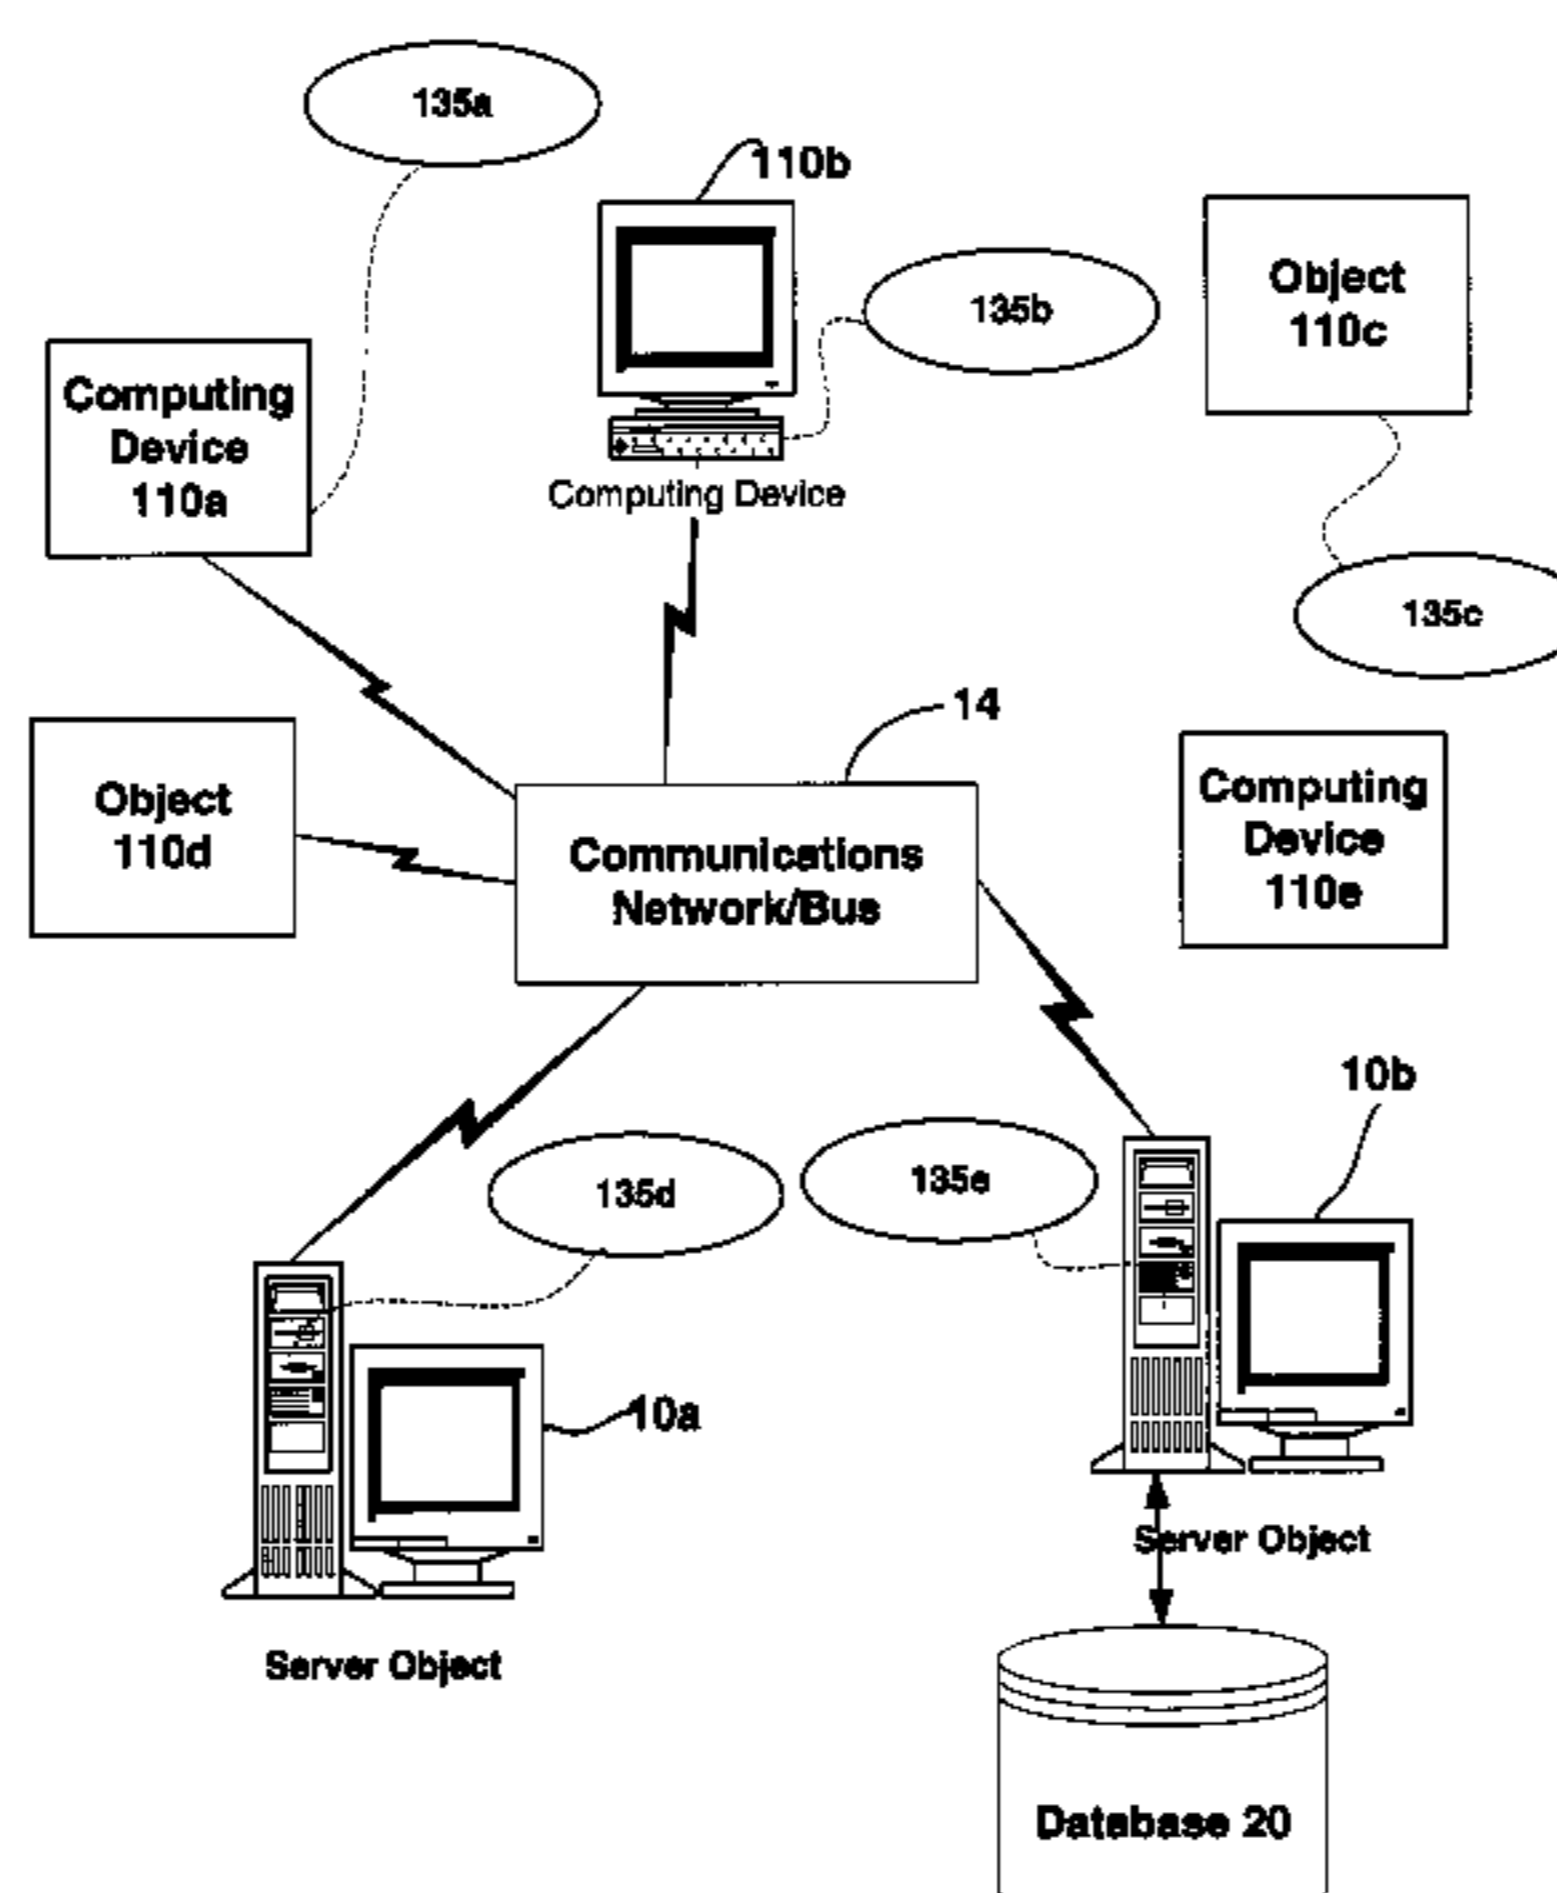 135a
110b
135b
Object
110c
Computing
Device
110a
Computing Device
135c
14
Object
110d
Communications
Network/Bus
Computing
Device
110e
10b
135d
135e
10a
Server Object
Server Object
Database 20